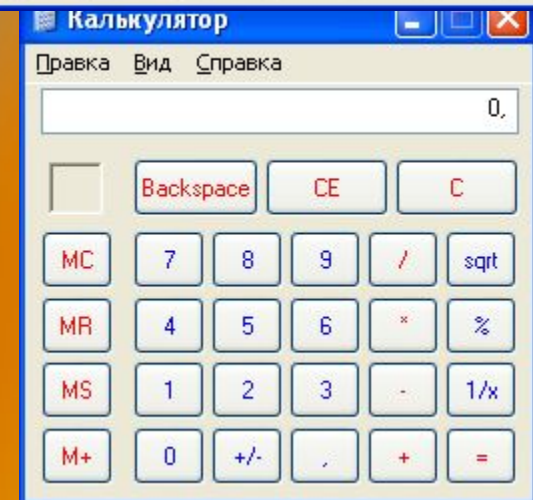 Калькулятор
Правка Вид Справка
0,
Backspace CE C
MC 7 8 9 / sqrt
MR 4 5 6 * %
MS 1 2 3 - 1/x
M+ 0 +/- , + =